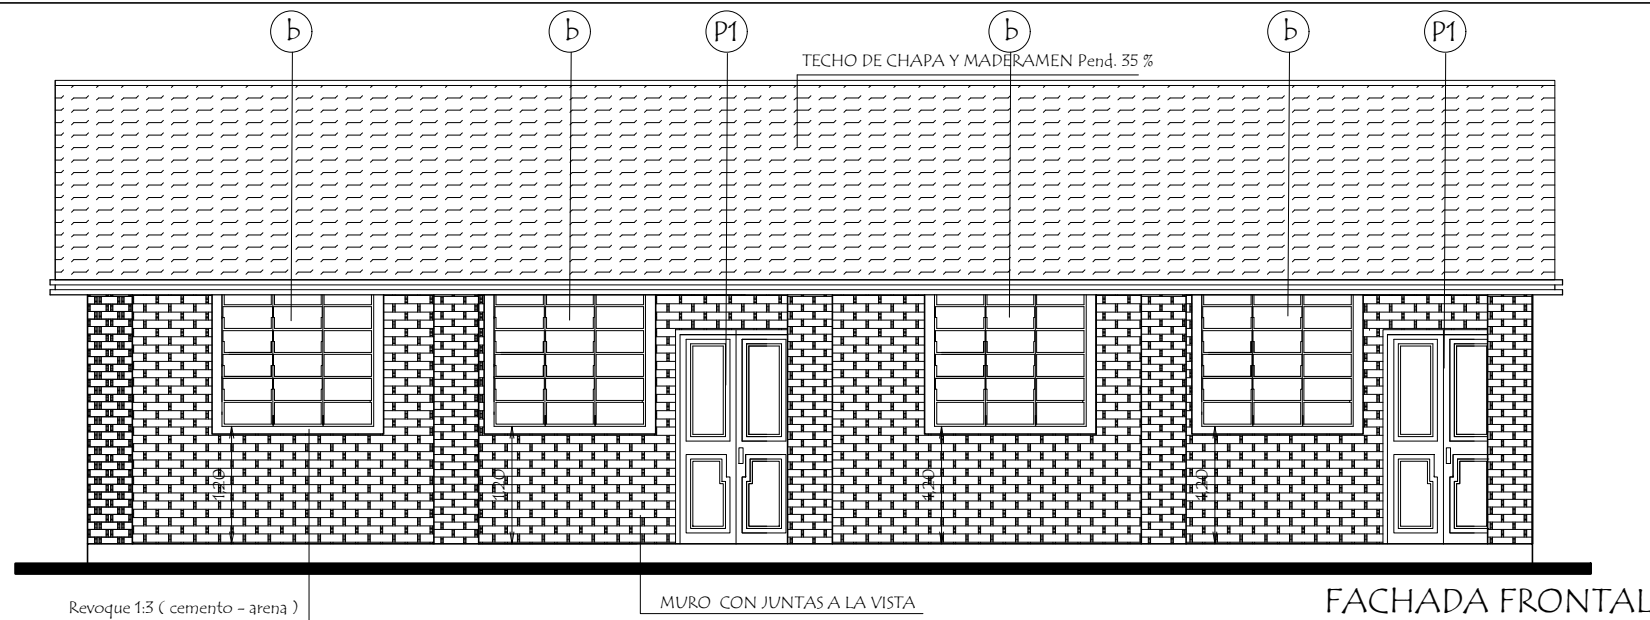 b
b
P1
b
b
P1
TECHO DE CHAPA Y MADERAMEN Pend. 35 %
1.20
1.20
1.20
1.20
Revoque 1:3 ( cemento - arena )
MURO CON JUNTAS A LA VISTA
FACHADA FRONTAL